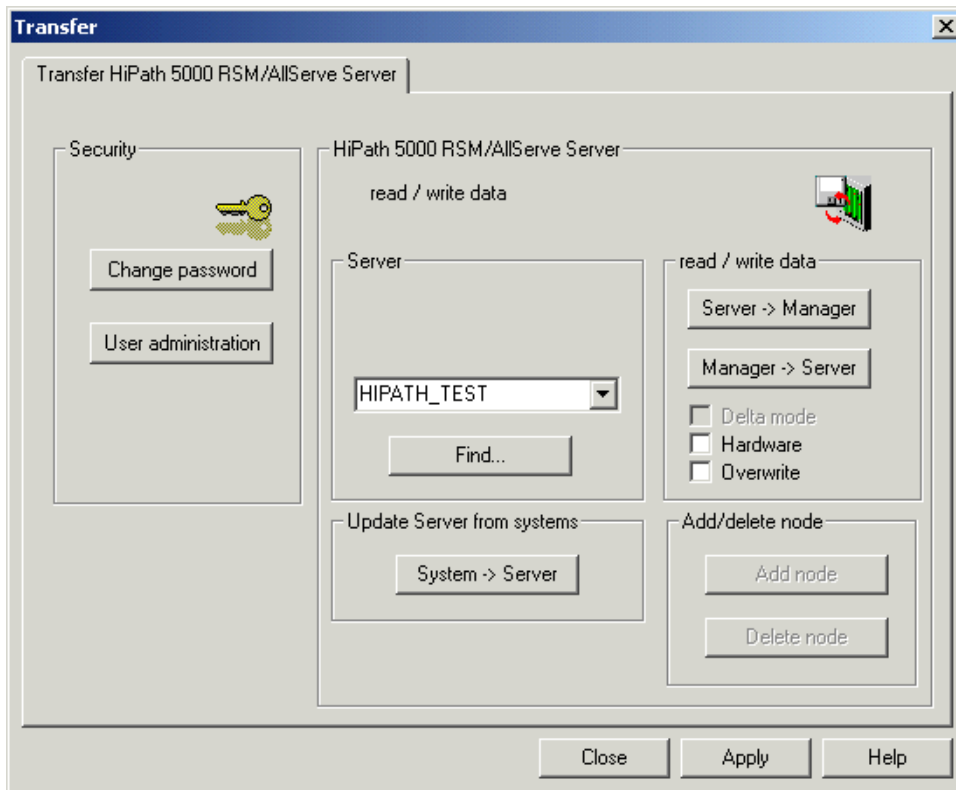 Transfer
Transfer HiPath 5000 RSM/AllServe Server
Security
Change password
User administration
HiPath 5000 RSM/AllServe Server
read / write data
Server
HIPATH_TEST
Find...
read / write data
Server -> Manager
Manager -> Server
Delta mode
Hardware
Overwrite
Update Server from systems
System -> Server
Add/delete node
Add node
Delete node
Close
Apply
Help